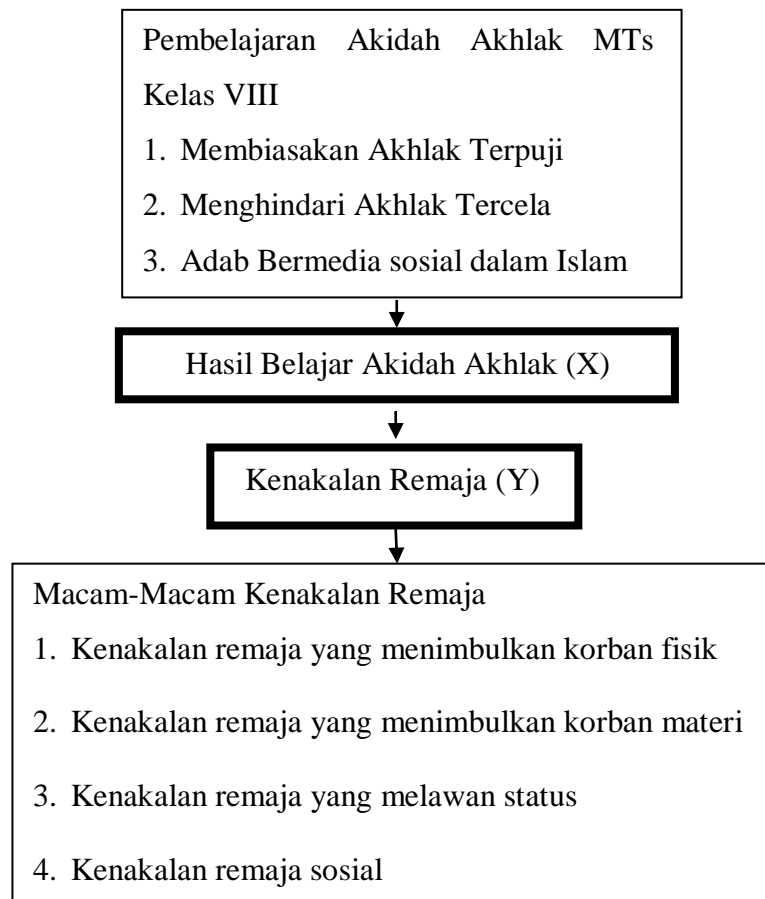 Pembelajaran Akidah Akhlak MTs
Kelas VIII
1. Membiasakan Akhlak Terpuji
2. Menghindari Akhlak Tercela
3. Adab Bermedia sosial dalam Islam
Hasil Belajar Akidah Akhlak (X)
Kenakalan Remaja (Y)
Macam-Macam Kenakalan Remaja
1. Kenakalan remaja yang menimbulkan korban fisik
2. Kenakalan remaja yang menimbulkan korban materi
3. Kenakalan remaja yang melawan status
4. Kenakalan remaja sosial